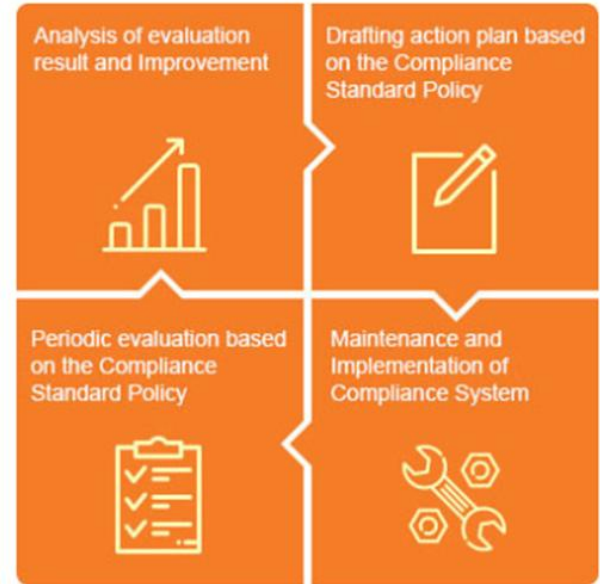 Analysis of evaluation
result and Improvement
Drafting action plan based
on the Compliance
Standard Policy
Periodic evaluation based
on the Compliance
Standard Policy
Maintenance and
Implementation of
Compliance System